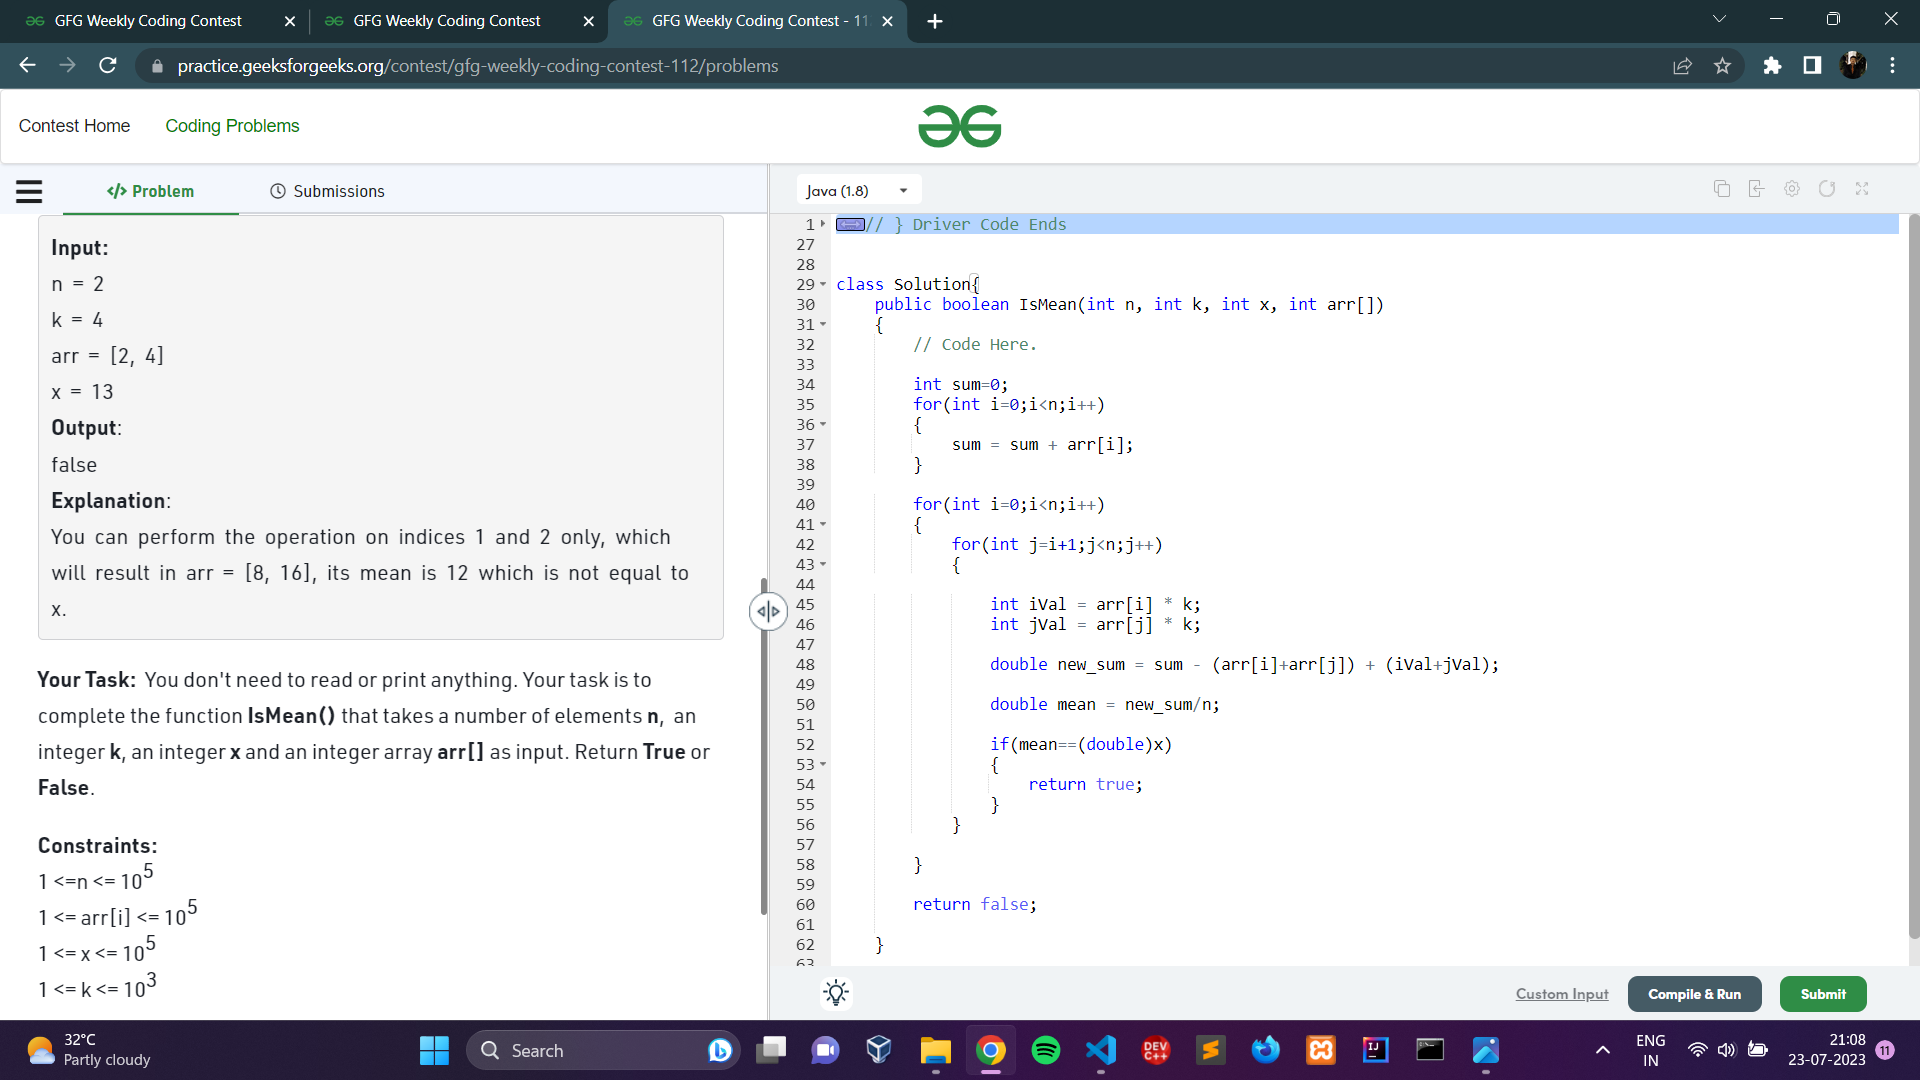 GFG Weekly Coding Contest
GFG Weekly Coding Contest
GFG Weekly Coding Contest - 11
practice.geeksforgeeks.org/contest/gfg-weekly-coding-contest-112/problems
Contest Home
Coding Problems
</> Problem
Submissions
Input:
n = 2
k = 4
arr = [2, 4]
x = 13
Output:
false
Explanation:
You can perform the operation on indices 1 and 2 only, which
will result in arr = [8, 16], its mean is 12 which is not equal to
x.
Your Task: You don't need to read or print anything. Your task is to
complete the function IsMean() that takes a number of elements n, an
integer k, an integer x and an integer array arr[] as input. Return True or
False.
Constraints:
1 <=n <= 10^5
1 <= arr[i] <= 10^5
1 <= x <= 10^5
1 <= k <= 10^3
Java (1.8)
1 // } Driver Code Ends
27
28
29 class Solution{
30     public boolean IsMean(int n, int k, int x, int arr[])
31     {
32         // Code Here.
33
34         int sum=0;
35         for(int i=0;i<n;i++)
36         {
37             sum = sum + arr[i];
38         }
39
40         for(int i=0;i<n;i++)
41         {
42             for(int j=i+1;j<n;j++)
43             {
44
45                 int iVal = arr[i] * k;
46                 int jVal = arr[j] * k;
47
48                 double new_sum = sum - (arr[i]+arr[j]) + (iVal+jVal);
49
50                 double mean = new_sum/n;
51
52                 if(mean==(double)x)
53                 {
54                     return true;
55                 }
56             }
57
58         }
59
60         return false;
61
62     }
63
Custom Input
Compile & Run
Submit
32°C
Partly cloudy
Search
DEV
C++
IJ
ENG
IN
21:08
23-07-2023
11